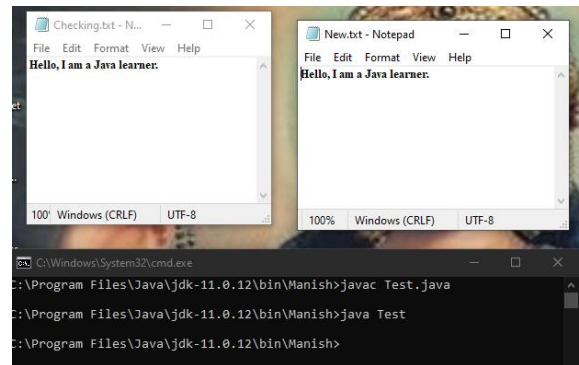 Checking.txt - N...
File Edit Format View Help
Hello, I am a Java learner.
100% Windows (CRLF) UTF-8
New.txt - Notepad
File Edit Format View Help
Hello, I am a Java learner.
100% Windows (CRLF) UTF-8
et
C:\Windows\System32\cmd.exe
C:\Program Files\Java\jdk-11.0.12\bin\Manish>javac Test.java
C:\Program Files\Java\jdk-11.0.12\bin\Manish>java Test
C:\Program Files\Java\jdk-11.0.12\bin\Manish>